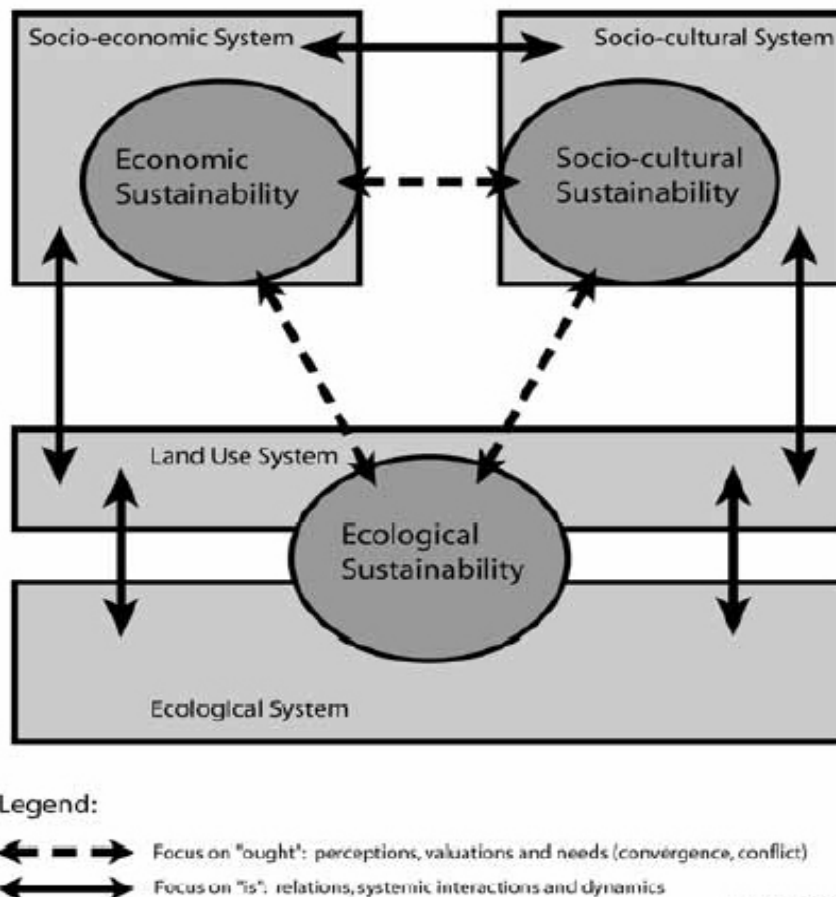 Socio-economic System
Socio-cultural System
Economic
Sustainability
Socio-cultural
Sustainability
Land Use System
Ecological
Sustainability
Ecological System
Legend:
Focus on "ought": perceptions, valuations and needs (convergence, conflict)
Focus on "is": relations, systemic interactions and dynamics